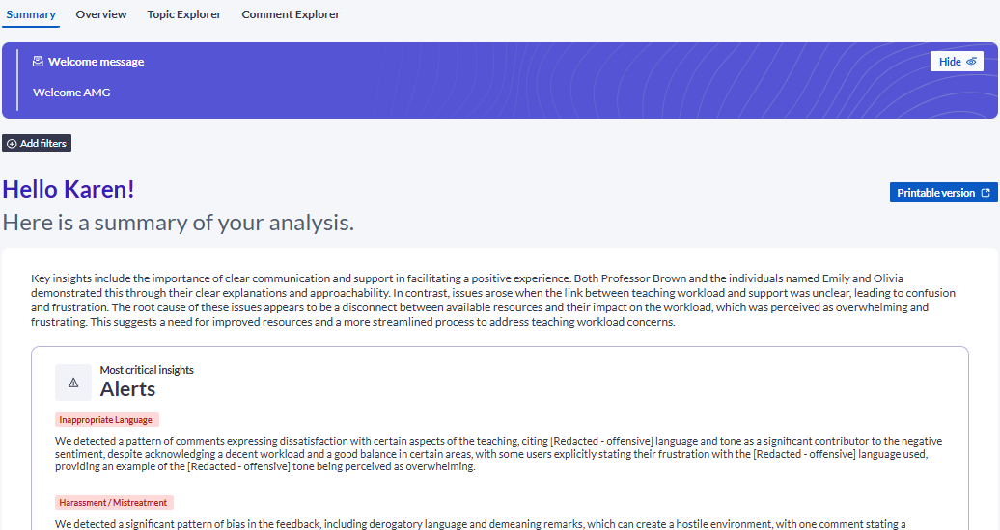 Summary Overview Topic Explorer Comment Explorer
Welcome message
Hide
Welcome AMG
Add filters
Hello Karen!
Printable version
Here is a summary of your analysis.
Key insights include the importance of clear communication and support in facilitating a positive experience. Both Professor Brown and the individuals named Emily and Olivia
demonstrated this through their clear explanations and approachability. In contrast, issues arose when the link between teaching workload and support was unclear, leading to confusion
and frustration. The root cause of these issues appears to be a disconnect between available resources and their impact on the workload, which was perceived as overwhelming and
frustrating. This suggests a need for improved resources and a more streamlined process to address teaching workload concerns.
Most critical insights
Alerts
Inappropriate Language
We detected a pattern of comments expressing dissatisfaction with certain aspects of the teaching, citing [Redacted - offensive] language and tone as a significant contributor to the negative
sentiment, despite acknowledging a decent workload and a good balance in certain areas, with some users explicitly stating their frustration with the [Redacted - offensive] language used,
providing an example of the [Redacted - offensive] tone being perceived as overwhelming.
Harassment / Mistreatment
We detected a significant pattern of bias in the feedback, including derogatory language and demeaning remarks, which can create a hostile environment, with one comment stating a